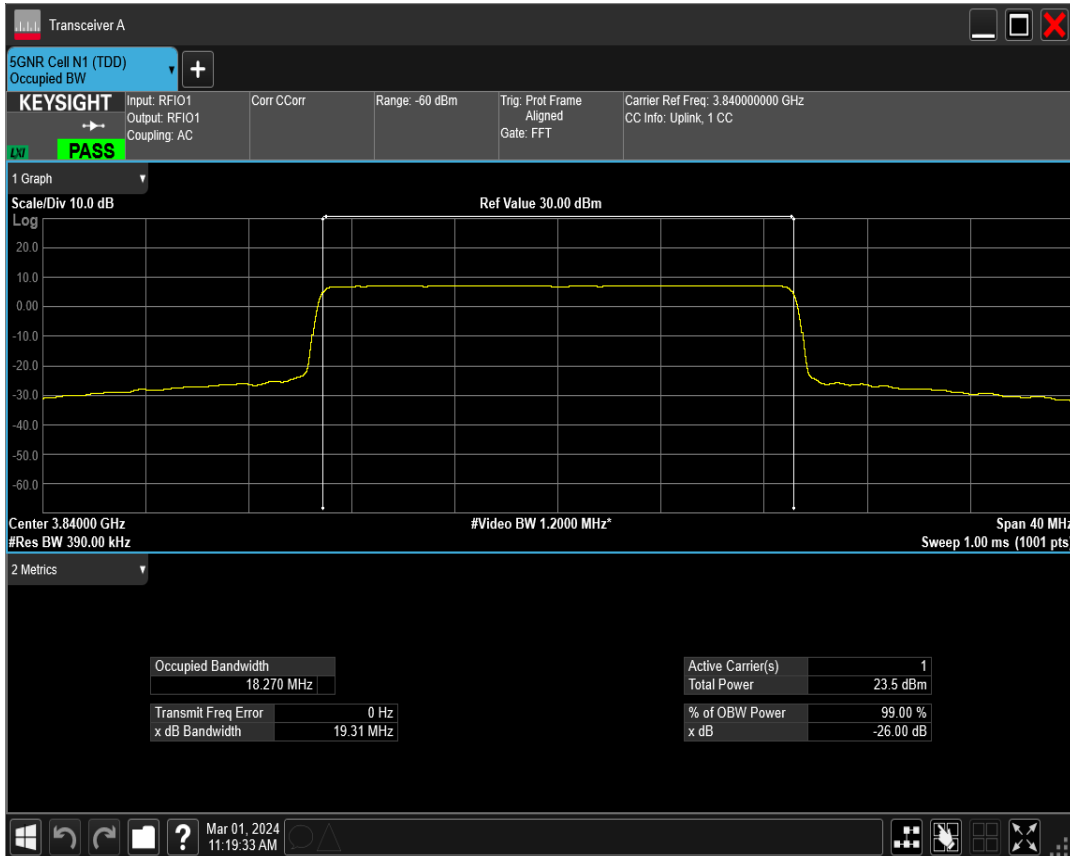 Transceiver A
5GNR Cell N1 (TDD)
Occupied BW
+
KEYSIGHT
LXI
PASS
Input: RFIO1
Output: RFIO1
Coupling: AC
Corr CCorr
Range: -60 dBm
Trig: Prot Frame
Aligned
Gate: FFT
Carrier Ref Freq: 3.840000000 GHz
CC Info: Uplink, 1 CC
1 Graph
Scale/Div 10.0 dB
Ref Value 30.00 dBm
Log
20.0
10.0
0.00
-10.0
-20.0
-30.0
-40.0
-50.0
-60.0
Center 3.84000 GHz
#Video BW 1.2000 MHz*
Span 40 MHz
#Res BW 390.00 kHz
Sweep 1.00 ms (1001 pts)
2 Metrics
Occupied Bandwidth
18.270 MHz
Transmit Freq Error 0 Hz
x dB Bandwidth 19.31 MHz
Active Carrier(s) 1
Total Power 23.5 dBm
% of OBW Power 99.00 %
x dB -26.00 dB
?
Mar 01, 2024
11:19:33 AM